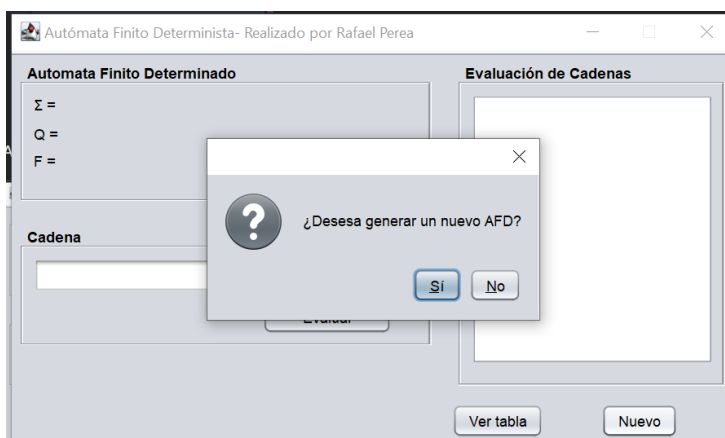 Autómata Finito Determinista- Realizado por Rafael Perea
Automata Finito Determinado
Σ =
Q =
F =
Evaluación de Cadenas
¿Desesa generar un nuevo AFD?
Sí
No
Cadena
Evaluar
Ver tabla
Nuevo